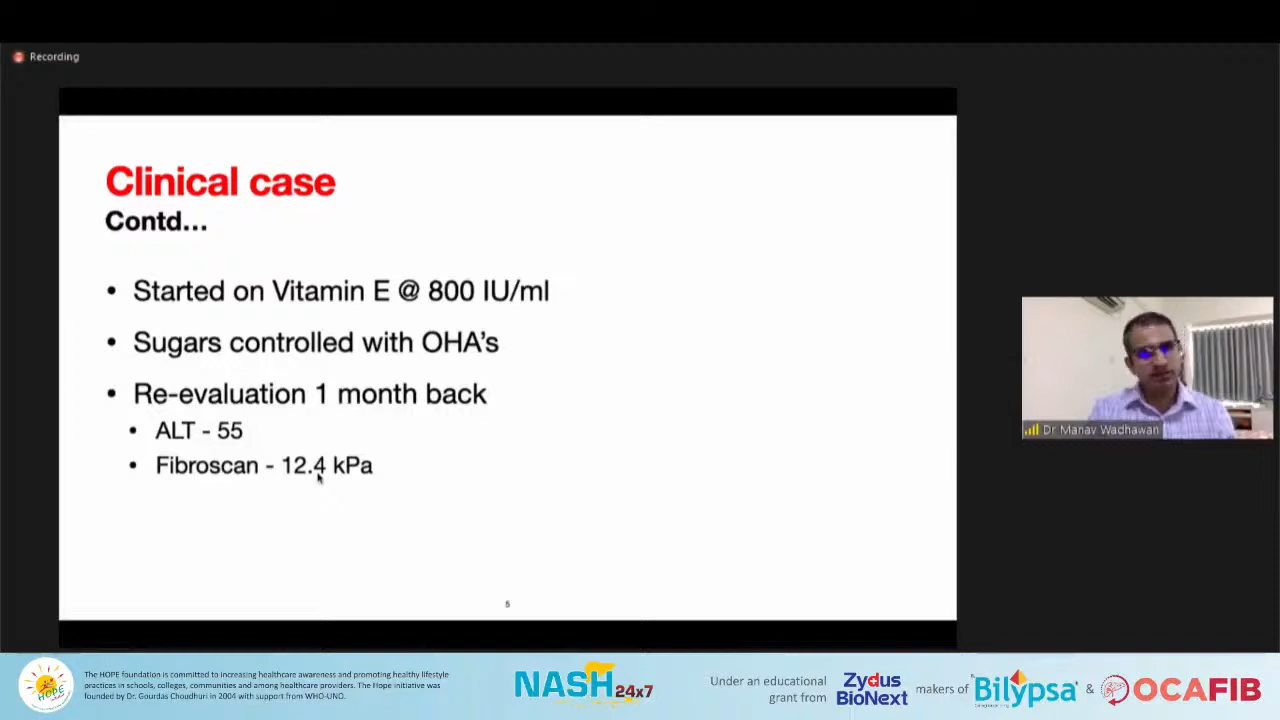 Recording
Clinical case
Contd...
• Started on Vitamin E @ 800 IU/ml
• Sugars controlled with OHA's
• Re-evaluation 1 month back
• ALT - 55
• Fibroscan - 12.4 kPa
5
Dr Manav Wadhawan
HOPE
The HOPE foundation is committed to increasing healthcare awareness and promoting healthy lifestyle
practices in schools, colleges, communities and among healthcare providers. The Hope initiative was
founded by Dr. Gourdas Choudhuri in 2004 with support from WHO-UNO.
NASH 24x7
Under an educational
grant from
Zydus
BioNext
makers of
Bilypsa
&
OCAFIB